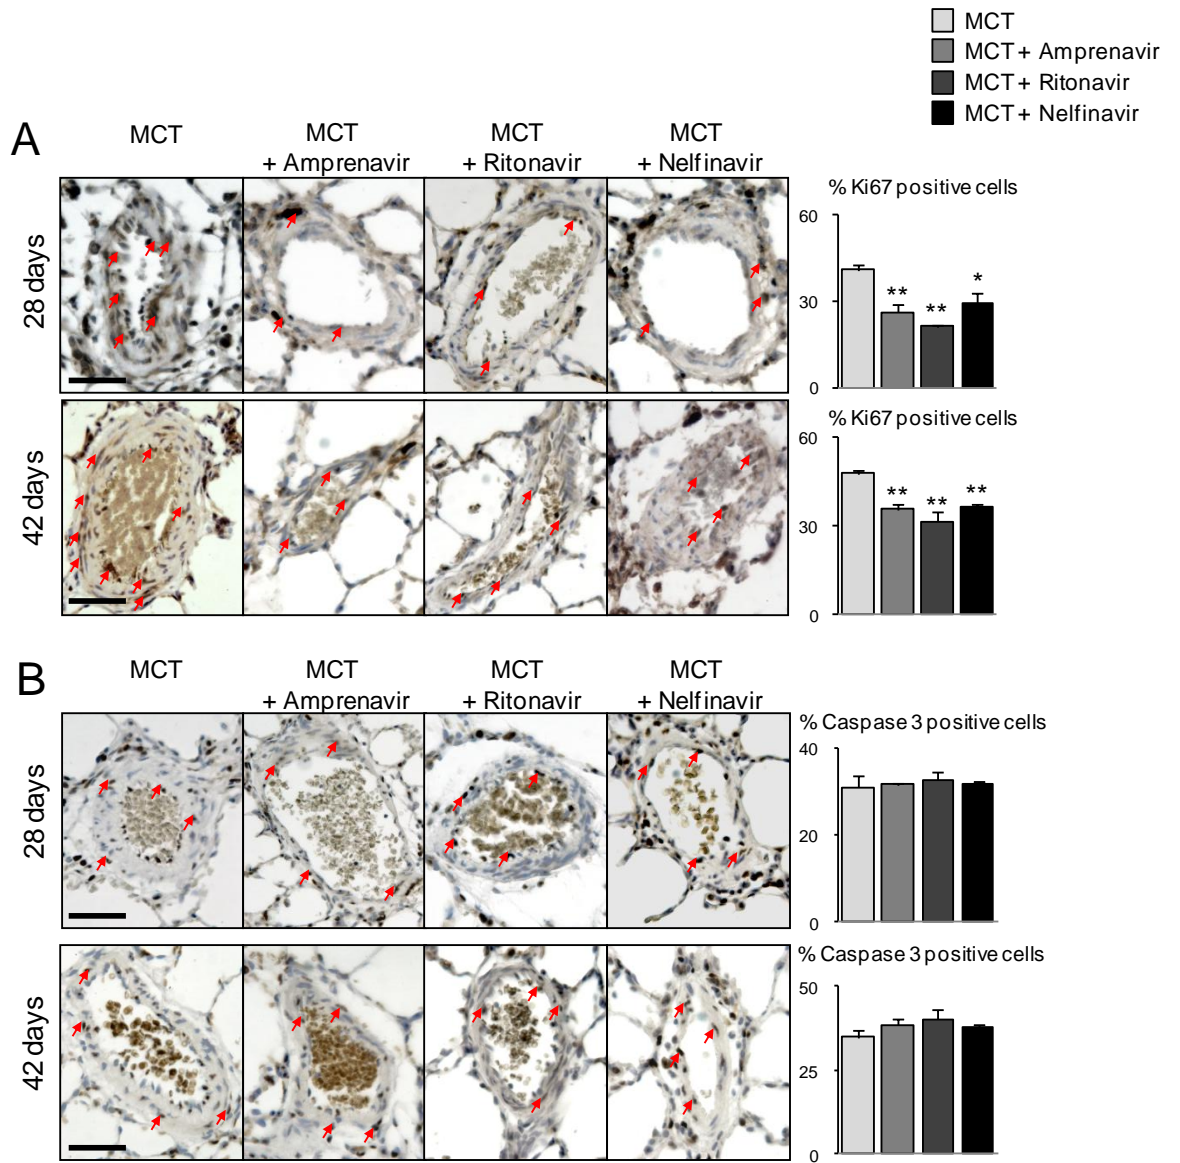 MCT
MCT + Amprenavir
MCT + Ritonavir
MCT + Nelfinavir
A
MCT
MCT
+ Amprenavir
MCT
+ Ritonavir
MCT
+ Nelfinavir
28 days
% Ki67 positive cells
60
**
**
*
30
0
42 days
% Ki67 positive cells
60
**
**
**
30
0
B
MCT
MCT
+ Amprenavir
MCT
+ Ritonavir
MCT
+ Nelfinavir
28 days
% Caspase 3 positive cells
40
20
0
42 days
% Caspase 3 positive cells
50
25
0